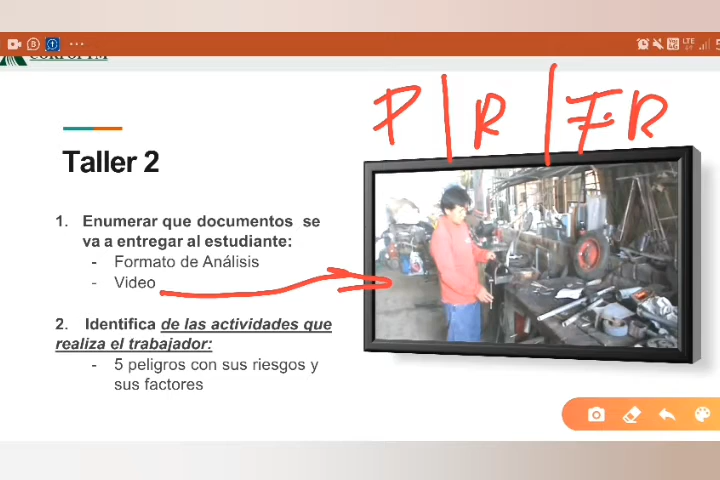 LTE
P | R | F.R
Taller 2
1. Enumerar que documentos se
va a entregar al estudiante:
- Formato de Análisis
- Video
2. Identifica de las actividades que
realiza el trabajador:
- 5 peligros con sus riesgos y
sus factores